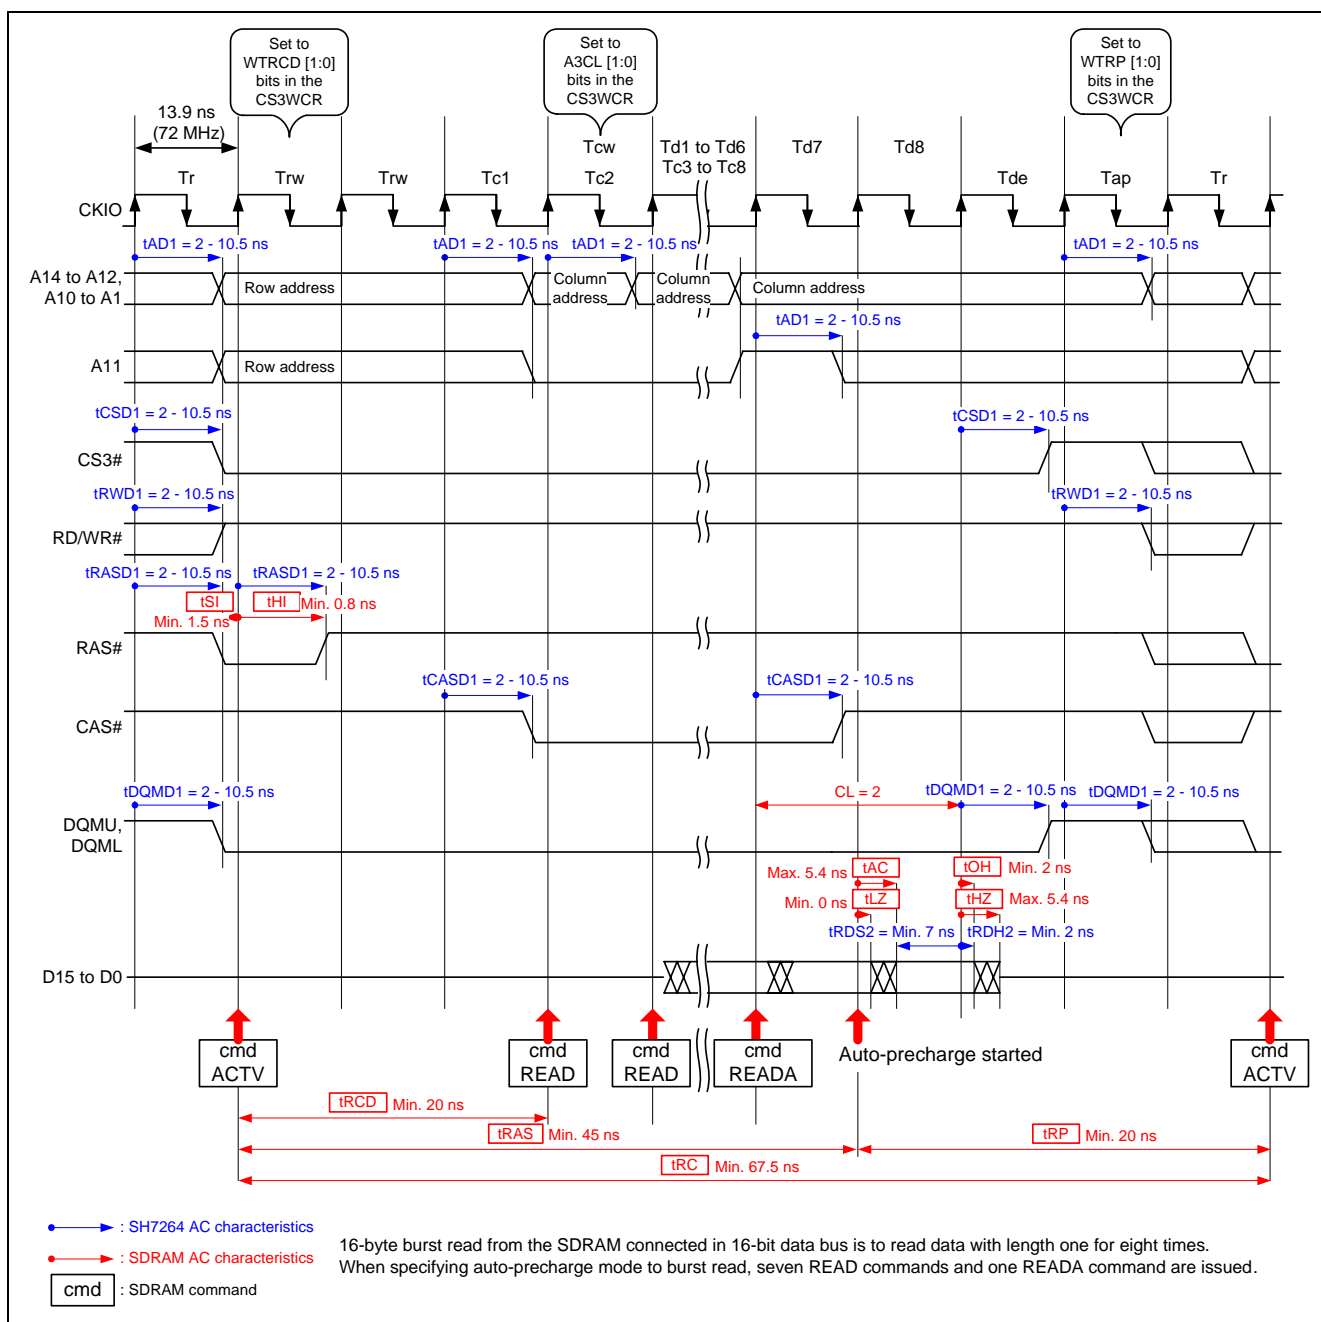 Set to
WTRCD [1:0]
bits in the
CS3WCR
Set to
A3CL [1:0]
bits in the
CS3WCR
Set to
WTRP [1:0]
bits in the
CS3WCR
13.9 ns
(72 MHz)
Tcw
Td1 to Td6
Tc3 to Tc8
Td7
Td8
Tr
Trw
Trw
Tc1
Tc2
Tde
Tap
Tr
CKIO
tAD1 = 2 - 10.5 ns
tAD1 = 2 - 10.5 ns
tAD1 = 2 - 10.5 ns
tAD1 = 2 - 10.5 ns
A14 to A12,
A10 to A1
Row address
Column
address
Column
address
Column address
tAD1 = 2 - 10.5 ns
A11
Row address
tCSD1 = 2 - 10.5 ns
tCSD1 = 2 - 10.5 ns
CS3#
tRWD1 = 2 - 10.5 ns
tRWD1 = 2 - 10.5 ns
RD/WR#
tRASD1 = 2 - 10.5 ns
tRASD1 = 2 - 10.5 ns
tSI
Min. 1.5 ns
tHI
Min. 0.8 ns
RAS#
tCASD1 = 2 - 10.5 ns
tCASD1 = 2 - 10.5 ns
CAS#
tDQMD1 = 2 - 10.5 ns
CL = 2
tDQMD1 = 2 - 10.5 ns
tDQMD1 = 2 - 10.5 ns
DQMU,
DQML
Max. 5.4 ns
tAC
tOH
Min. 2 ns
Min. 0 ns
tLZ
tHZ
Max. 5.4 ns
tRDS2 = Min. 7 ns
tRDH2 = Min. 2 ns
D15 to D0
cmd
ACTV
cmd
READ
cmd
READ
cmd
READA
Auto-precharge started
cmd
ACTV
tRCD Min. 20 ns
tRAS Min. 45 ns
tRP Min. 20 ns
tRC Min. 67.5 ns
: SH7264 AC characteristics
: SDRAM AC characteristics
cmd : SDRAM command
16-byte burst read from the SDRAM connected in 16-bit data bus is to read data with length one for eight times.
When specifying auto-precharge mode to burst read, seven READ commands and one READA command are issued.